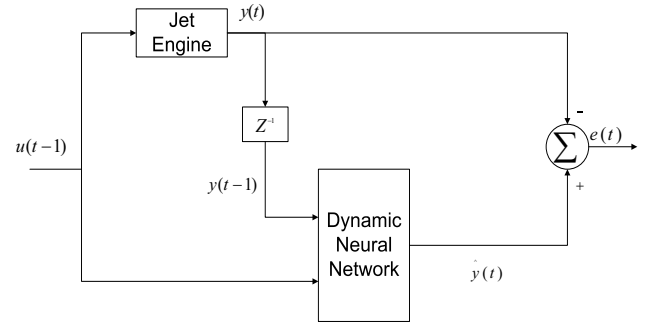 Jet
Engine
y(t)
Z⁻¹
u(t−1)
y(t−1)
Dynamic
Neural
Network
ŷ(t)
-
Σ
+
e(t)